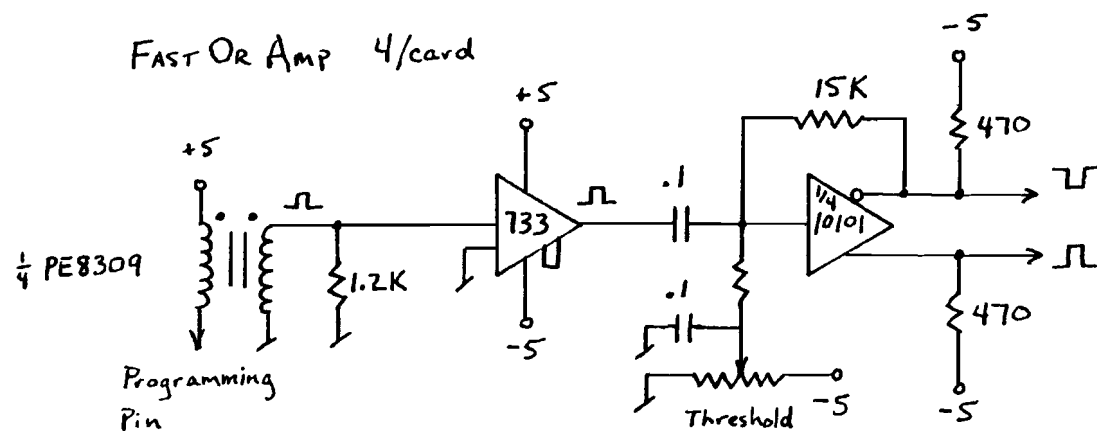 FAST OR AMP 4/card
+5
1/4 PE8309
Programming
Pin
1.2K
+5
733
-5
.1
.1
Threshold
-5
15K
1/4
10101
-5
470
470
-5